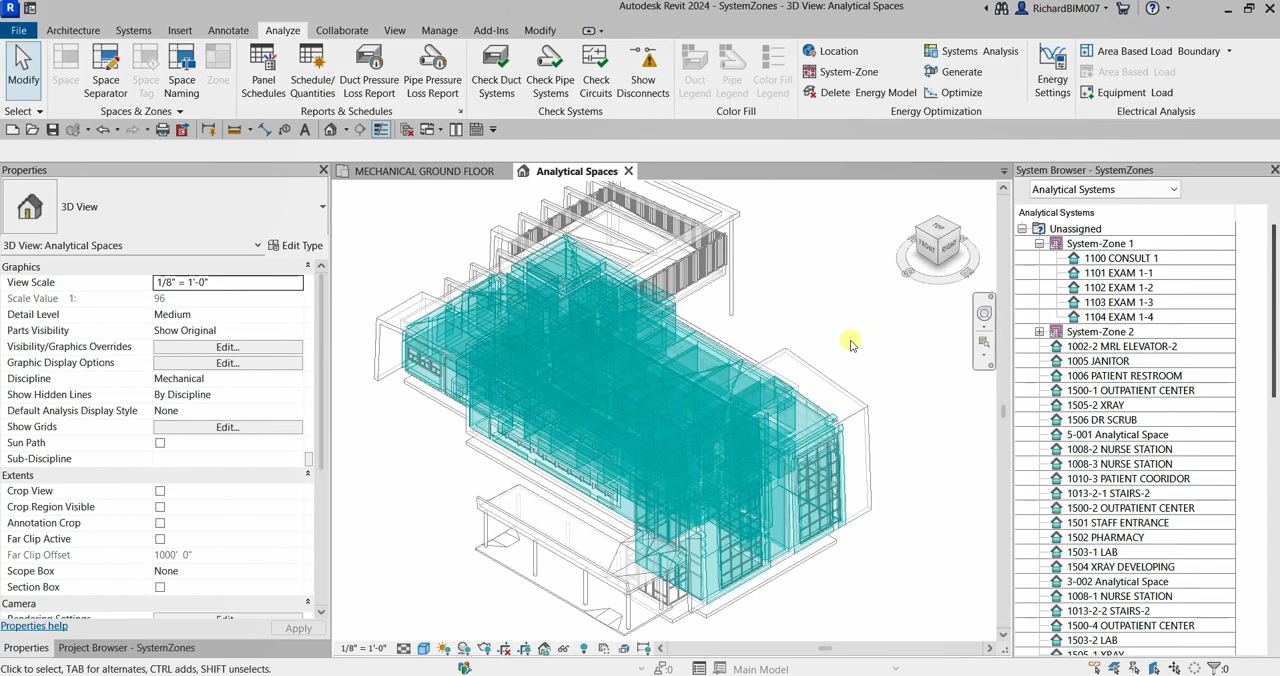 R
Autodesk Revit 2024 - SystemZones - 3D View: Analytical Spaces
RichardBIM007
File Architecture Systems Insert Annotate Analyze Collaborate View Manage Add-Ins Modify
Modify
Space
Space Separator
Space Tag
Space Naming
Zone
Panel Schedules
Schedule/ Quantities
Duct Pressure Loss Report
Pipe Pressure Loss Report
Check Duct Systems
Check Pipe Systems
Check Circuits
Show Disconnects
Duct Legend
Pipe Legend
Color Fill Legend
Location
System-Zone
Delete Energy Model
Systems Analysis
Generate
Optimize
Energy Settings
Area Based Load Boundary
Area Based Load
Equipment Load
Select
Spaces & Zones
Reports & Schedules
Check Systems
Color Fill
Energy Optimization
Electrical Analysis
Properties
3D View
3D View: Analytical Spaces
Edit Type
Graphics
View Scale 1/8" = 1'-0"
Scale Value 1: 96
Detail Level Medium
Parts Visibility Show Original
Visibility/Graphics Overrides Edit...
Graphic Display Options Edit...
Discipline Mechanical
Show Hidden Lines By Discipline
Default Analysis Display Style None
Show Grids Edit...
Sun Path
Sub-Discipline
Extents
Crop View
Crop Region Visible
Annotation Crop
Far Clip Active
Far Clip Offset 1000' 0"
Scope Box None
Section Box
Camera
Properties help
Apply
Properties Project Browser - SystemZones
MECHANICAL GROUND FLOOR
Analytical Spaces
TOP
FRONT
RIGHT
1/8" = 1'-0"
System Browser - SystemZones
Analytical Systems
Analytical Systems
Unassigned
System-Zone 1
1100 CONSULT 1
1101 EXAM 1-1
1102 EXAM 1-2
1103 EXAM 1-3
1104 EXAM 1-4
System-Zone 2
1002-2 MRL ELEVATOR-2
1005 JANITOR
1006 PATIENT RESTROOM
1500-1 OUTPATIENT CENTER
1505-2 XRAY
1506 DR SCRUB
5-001 Analytical Space
1008-2 NURSE STATION
1008-3 NURSE STATION
1010-3 PATIENT COORIDOR
1013-2-1 STAIRS-2
1500-2 OUTPATIENT CENTER
1501 STAFF ENTRANCE
1502 PHARMACY
1503-1 LAB
1504 XRAY DEVELOPING
3-002 Analytical Space
1008-1 NURSE STATION
1013-2-2 STAIRS-2
1500-4 OUTPATIENT CENTER
1503-2 LAB
1505-1 XRAY
Click to select, TAB for alternates, CTRL adds, SHIFT unselects.
:0
Main Model
:0